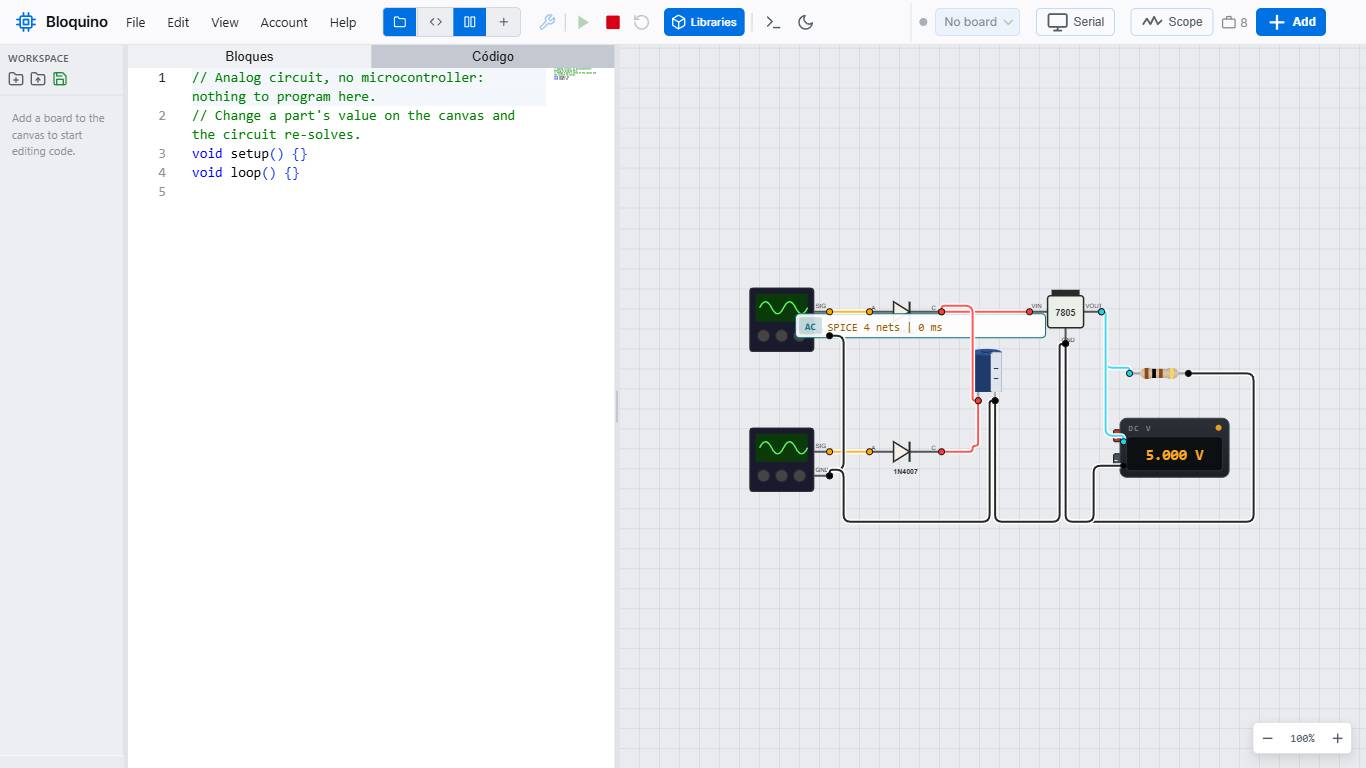 Bloquino File Edit View Account Help Libraries No board Serial Scope 8 Add
WORKSPACE
Add a board to the
canvas to start
editing code.
Bloques Código
1 // Analog circuit, no microcontroller:
nothing to program here.
2 // Change a part's value on the canvas and
the circuit re-solves.
3 void setup() {}
4 void loop() {}
5
SIG A C VIN 7805 VOUT
AC SPICE 4 nets | 0 ms
GND
DC V
5.000 V
SIG A C
1N4007
GND
100%